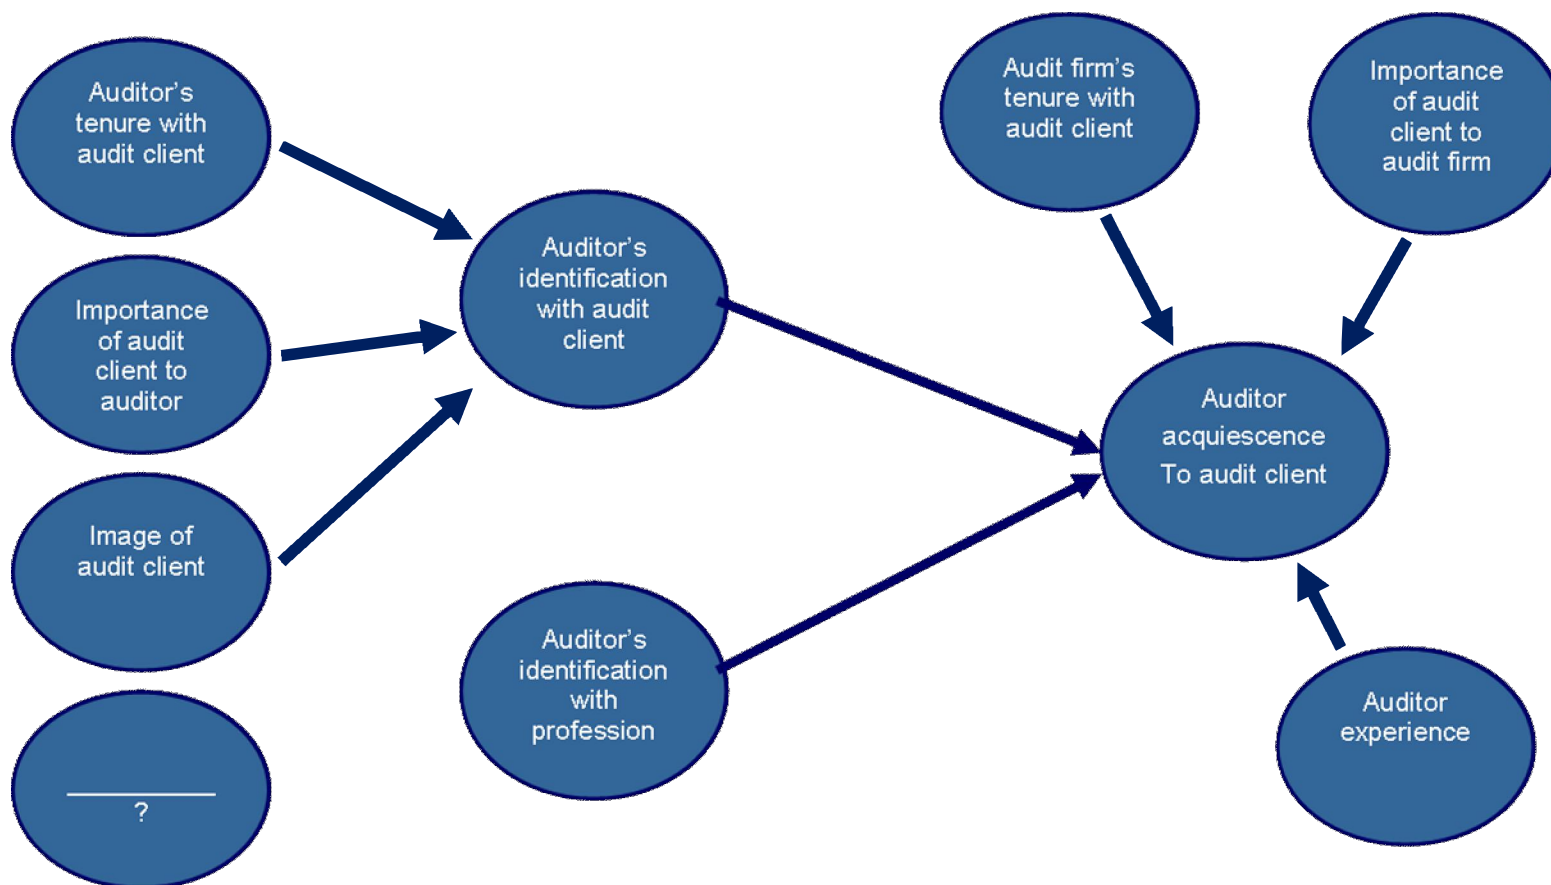 Auditor's
tenure with
audit client
Importance
of audit
client to
auditor
Image of
audit client
?
Auditor's
identification
with audit
client
Auditor's
identification
with
profession
Audit firm's
tenure with
audit client
Importance
of audit
client to
audit firm
Auditor
acquiescence
To audit client
Auditor
experience